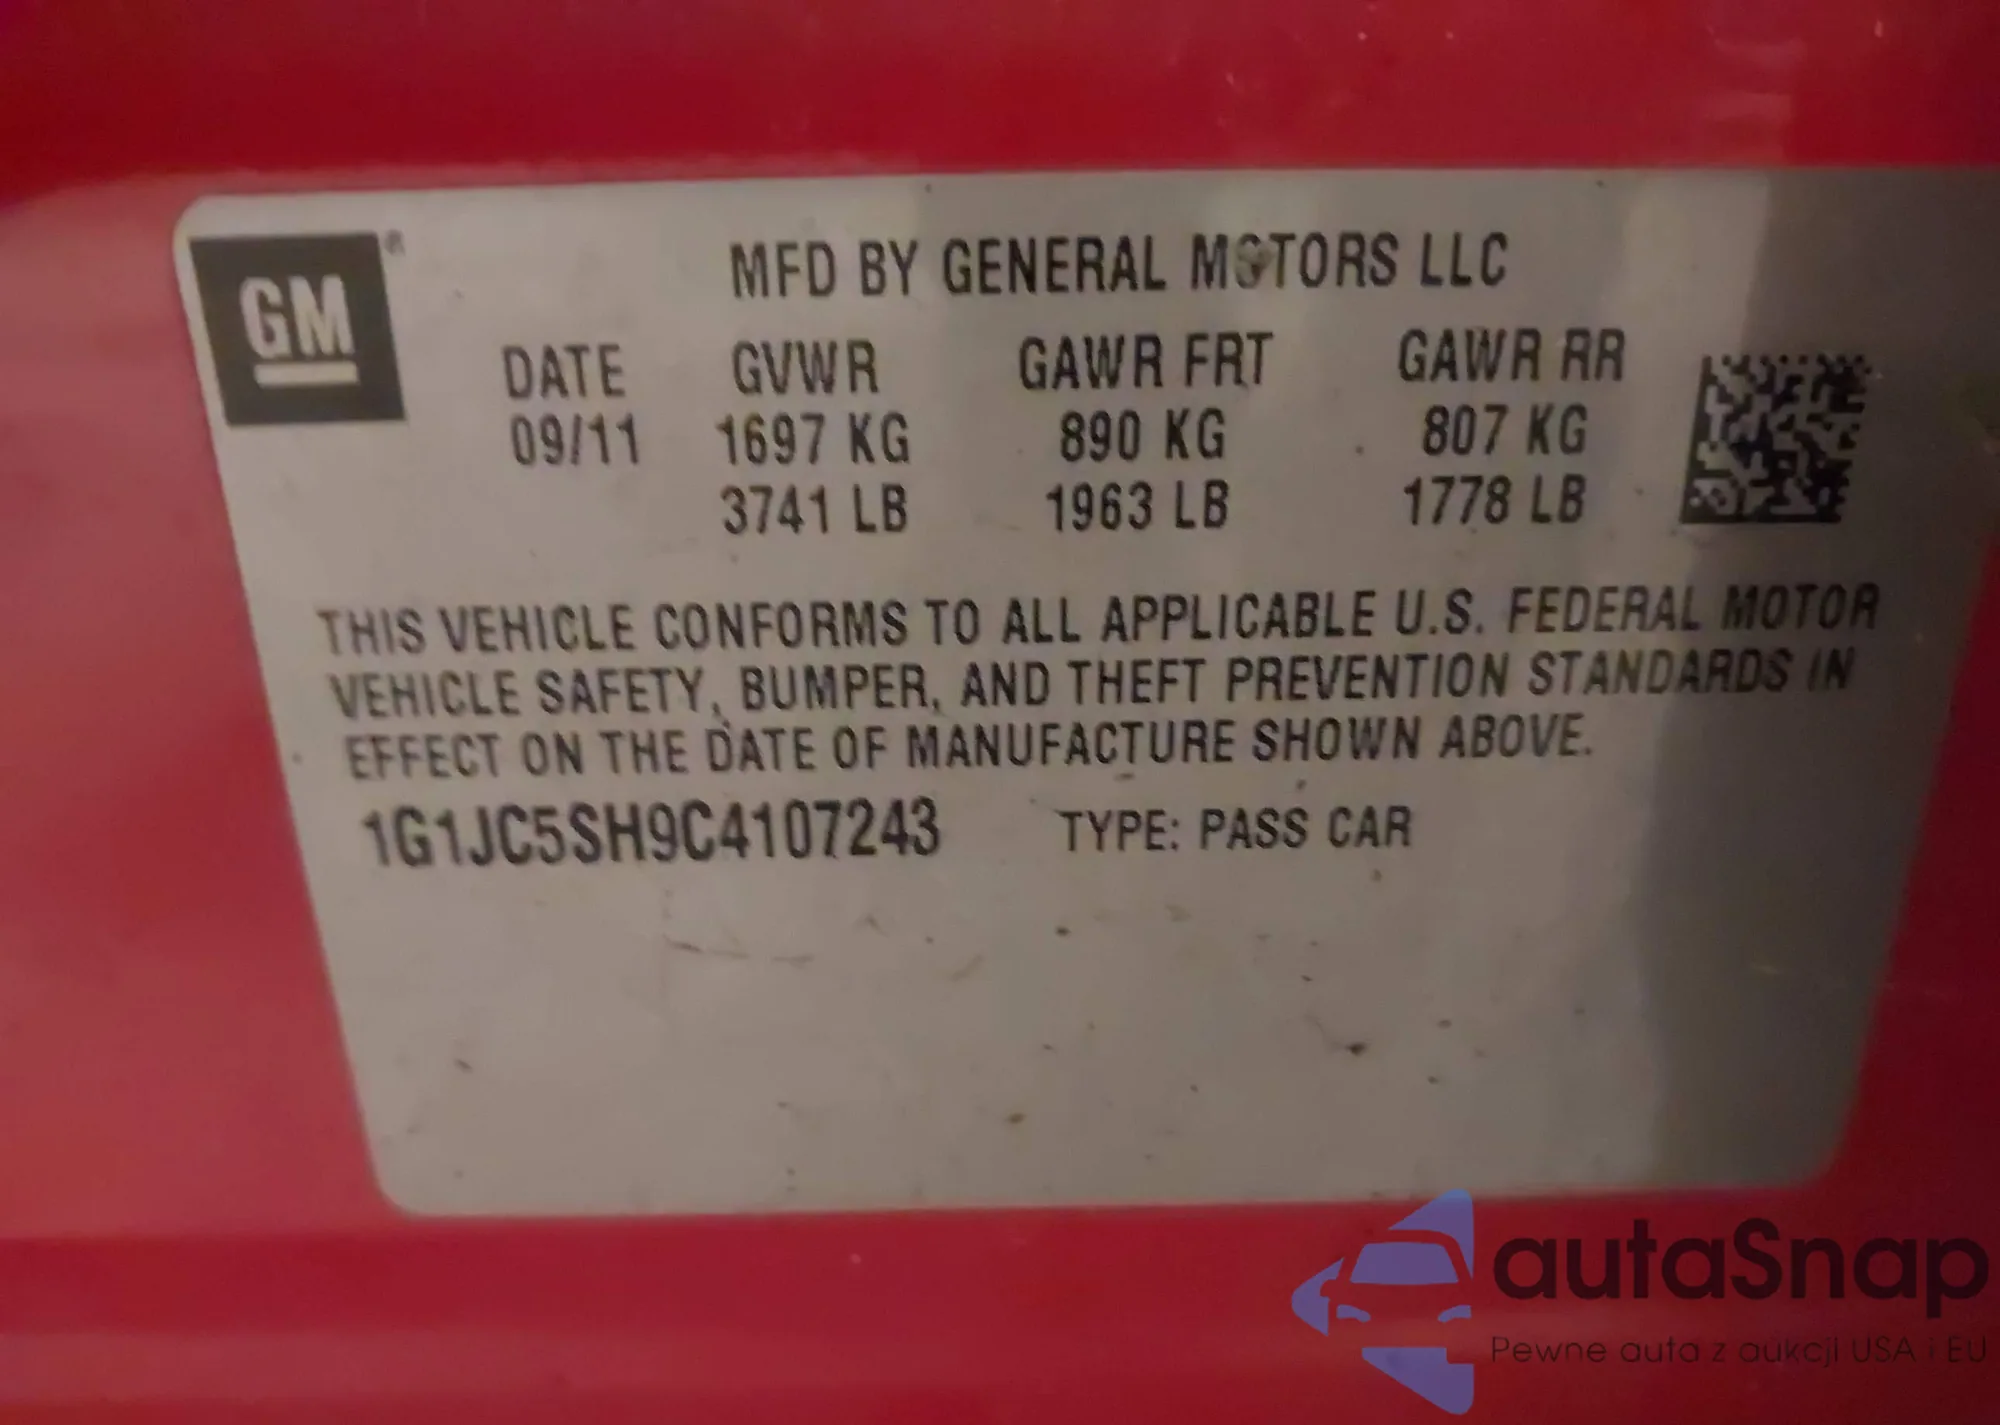 GM®
MFD BY GENERAL MOTORS LLC
DATE GVWR GAWR FRT GAWR RR
09/11 1697 KG 890 KG 807 KG
3741 LB 1963 LB 1778 LB
THIS VEHICLE CONFORMS TO ALL APPLICABLE U.S. FEDERAL MOTOR
VEHICLE SAFETY, BUMPER, AND THEFT PREVENTION STANDARDS IN
EFFECT ON THE DATE OF MANUFACTURE SHOWN ABOVE.
1G1JC5SH9C4107243 TYPE: PASS CAR
autaSnap
Pewne auta z aukcji USA i EU